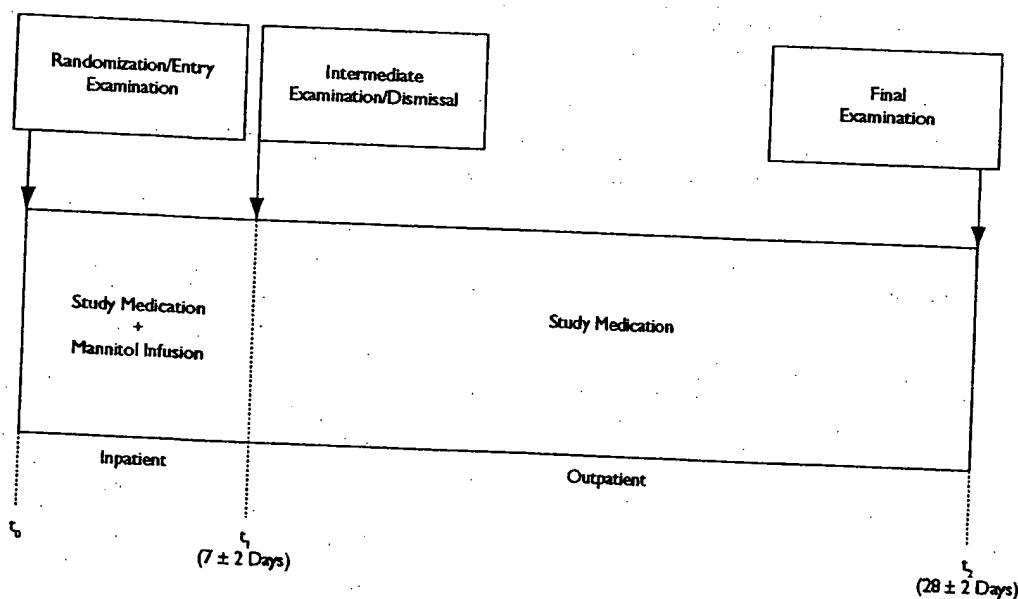 Randomization/Entry
Examination
Intermediate
Examination/Dismissal
Final
Examination
Study Medication
+
Mannitol Infusion
Study Medication
Inpatient
Outpatient
t₀
t₁
(7 ± 2 Days)
t₂
(28 ± 2 Days)